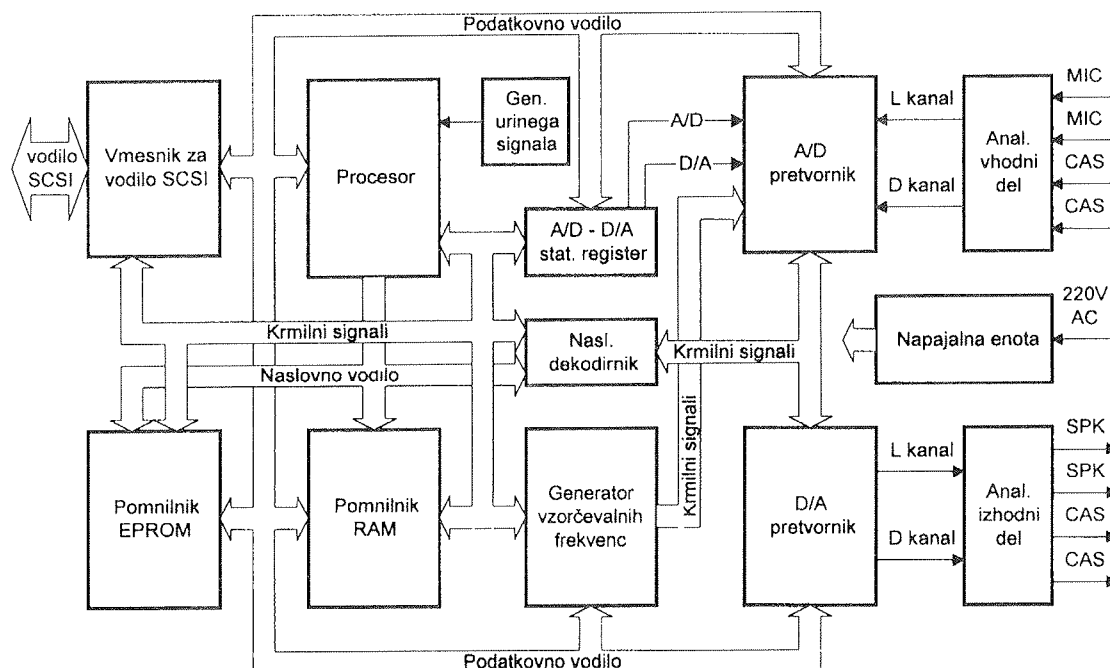 Podatkovno vodilo
vodilo
SCSI
Vmesnik za
vodilo SCSI
Procesor
Gen.
urinega
signala
A/D
D/A
A/D - D/A
stat. register
A/D
pretvornik
L kanal
D kanal
Anal.
vhodni
del
MIC
MIC
CAS
CAS
Krmilni signali
Nasl.
dekodirnik
Krmilni signali
Napajalna enota
220V
AC
Naslovno vodilo
Krmilni signali
Pomnilnik
EPROM
Pomnilnik
RAM
Generator
vzorčevalnih
frekvenc
D/A
pretvornik
L kanal
D kanal
Anal.
izhodni
del
SPK
SPK
CAS
CAS
Podatkovno vodilo